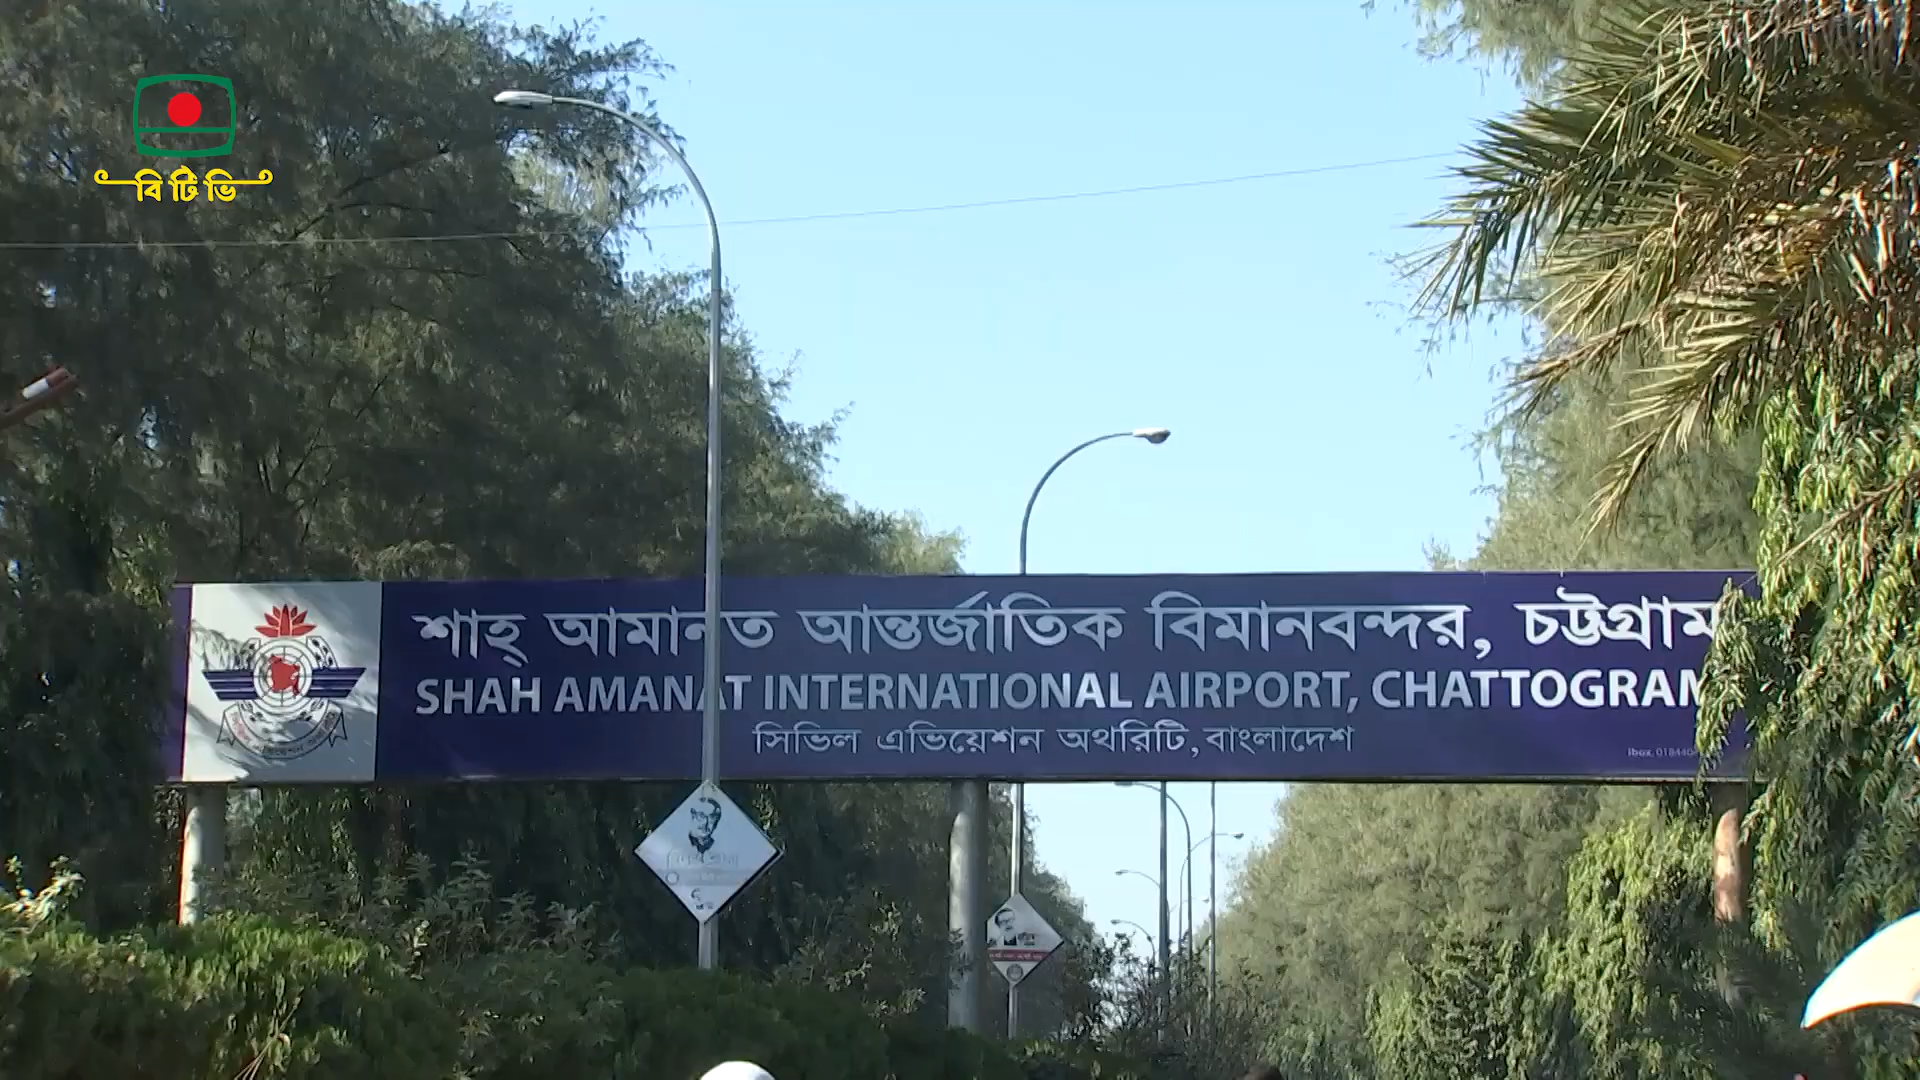 বিটিভি
শাহ্ আমানত আন্তর্জাতিক বিমানবন্দর, চট্টগ্রাম
SHAH AMANAT INTERNATIONAL AIRPORT, CHATTOGRAM
সিভিল এভিয়েশন অথরিটি, বাংলাদেশ